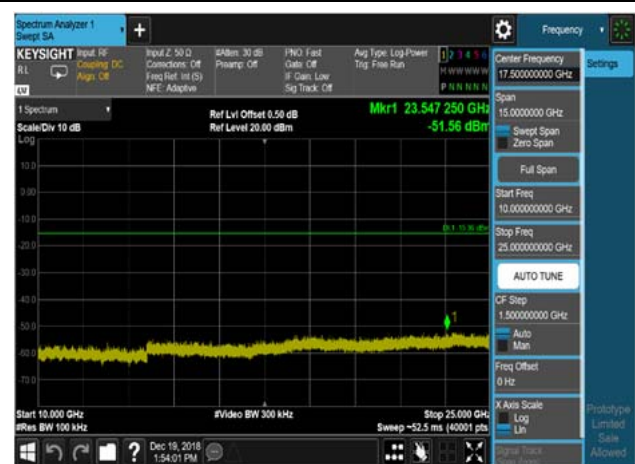 Spectrum Analyzer 1
Swept SA
+
Frequency
KEYSIGHT
RL
Input: RF
Coupling: DC
Align: Off
Input Z: 50 Ω
Corrections: Off
Freq Ref: Int (S)
NFE: Adaptive
#Atten: 30 dB
Preamp: Off
PNO: Fast
Gate: Off
IF Gain: Low
Sig Track: Off
Avg Type: Log-Power
Trig: Free Run
1 2 3 4 5 6
M W W W W W
P N N N N N
1 Spectrum
Scale/Div 10 dB
Log
Ref Lvl Offset 0.50 dB
Ref Level 20.00 dBm
Mkr1 23.547 250 GHz
-51.56 dBm
10.0
0.00
-10.0
-20.0
-30.0
-40.0
-50.0
-60.0
-70.0
1
Start 10.000 GHz
#Res BW 100 kHz
#Video BW 300 kHz
Stop 25.000 GHz
Sweep ~52.5 ms (40001 pts
Center Frequency
17.500000000 GHz
Settings
Span
15.0000000 GHz
Swept Span
Zero Span
Full Span
Start Freq
10.000000000 GHz
Stop Freq
25.000000000 GHz
AUTO TUNE
CF Step
1.500000000 GHz
Auto
Man
Freq Offset
0 Hz
X Axis Scale
Log
Lin
Signal Track
Prototype
Limited
Sale
Allowed
?
Dec 19, 2018
1:54:01 PM